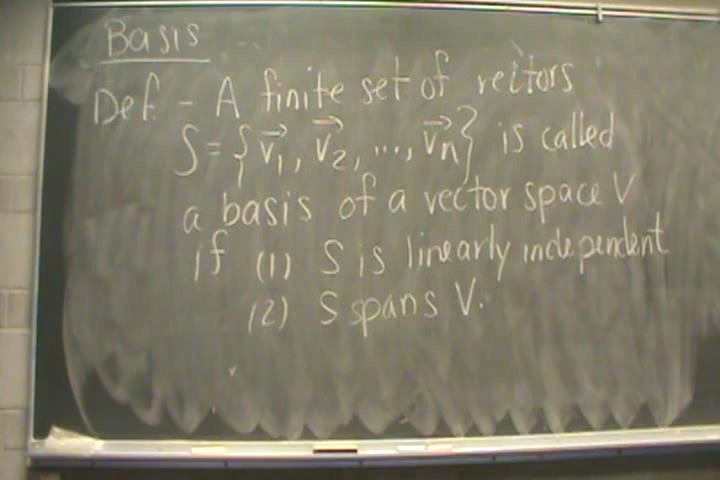 Basis
Def - A finite set of vectors
S = {v⃗1, v⃗2, ..., v⃗n} is called
a basis of a vector space V
if (1) S is linearly independent
(2) S spans V.